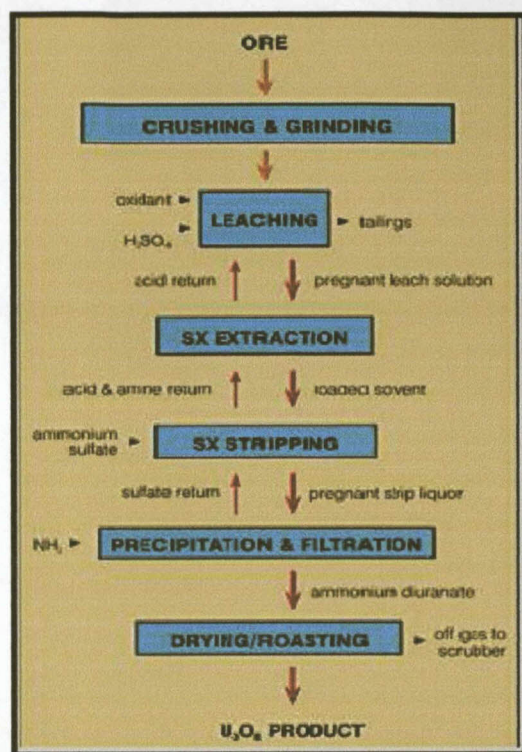 ORE
CRUSHING & GRINDING
oxidant
H₂SO₄
LEACHING
tailings
acid return
pregnant leach solution
SX EXTRACTION
acid & amine return
loaded sovent
ammonium
sulfate
SX STRIPPING
sulfate return
pregnant strip liquor
NH₃
PRECIPITATION & FILTRATION
ammonium diuranate
DRYING/ROASTING
off gas to
scrubber
U₃O₈ PRODUCT